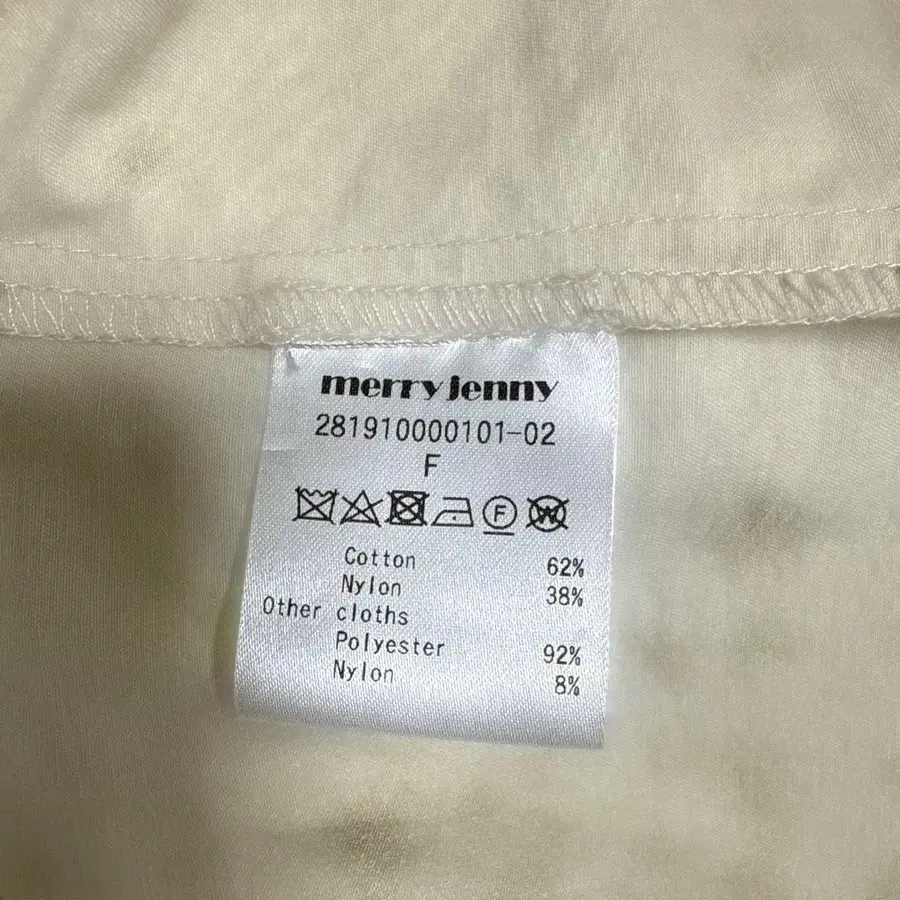 merry jenny
281910000101-02
F
F W
Cotton 62%
Nylon 38%
Other cloths
Polyester 92%
Nylon 8%